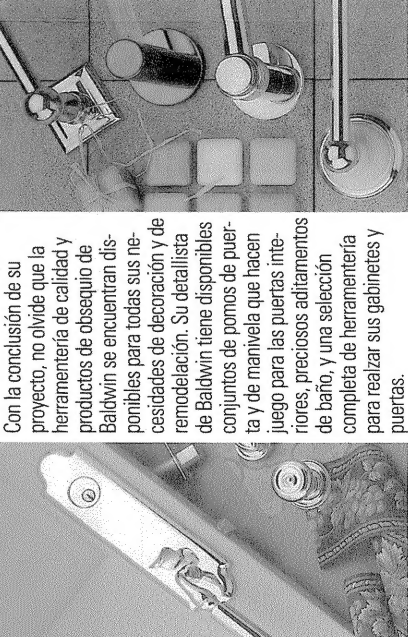 Con la conclusión de su
proyecto, no olvide que la
herramentería de calidad y
productos de obsequio de
Baldwin se encuentran dis-
ponibles para todas sus ne-
cesidades de decoración y de
remodelación. Su detallista
de Baldwin tiene disponibles
conjuntos de pomos de puer-
ta y de manivela que hacen
juego para las puertas inte-
riores, preciosos aditamentos
de baño, y una selección
completa de herramentería
para realzar sus gabinetes y
puertas.